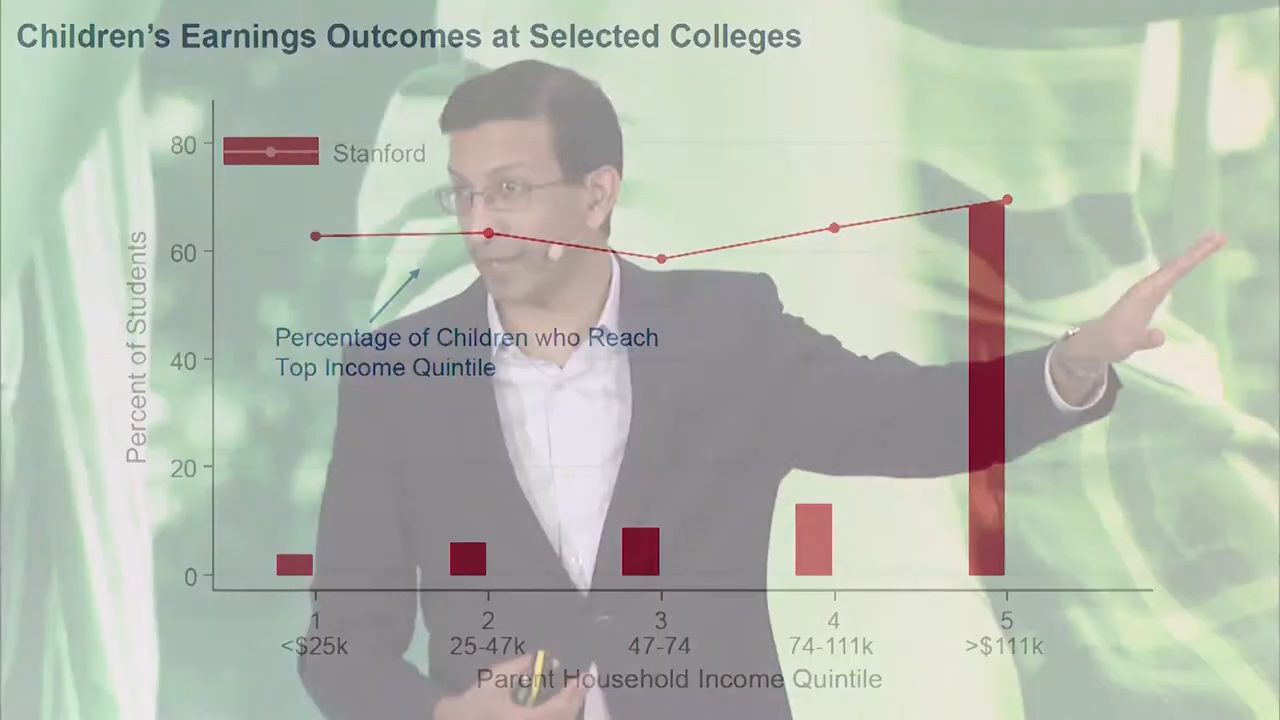 Children's Earnings Outcomes at Selected Colleges
80
Stanford
60
Percent of Students
Percentage of Children who Reach
Top Income Quintile
40
20
0
1 2 3 4 5
<$25k 25-47k 47-74 74-111k >$111k
Parent Household Income Quintile